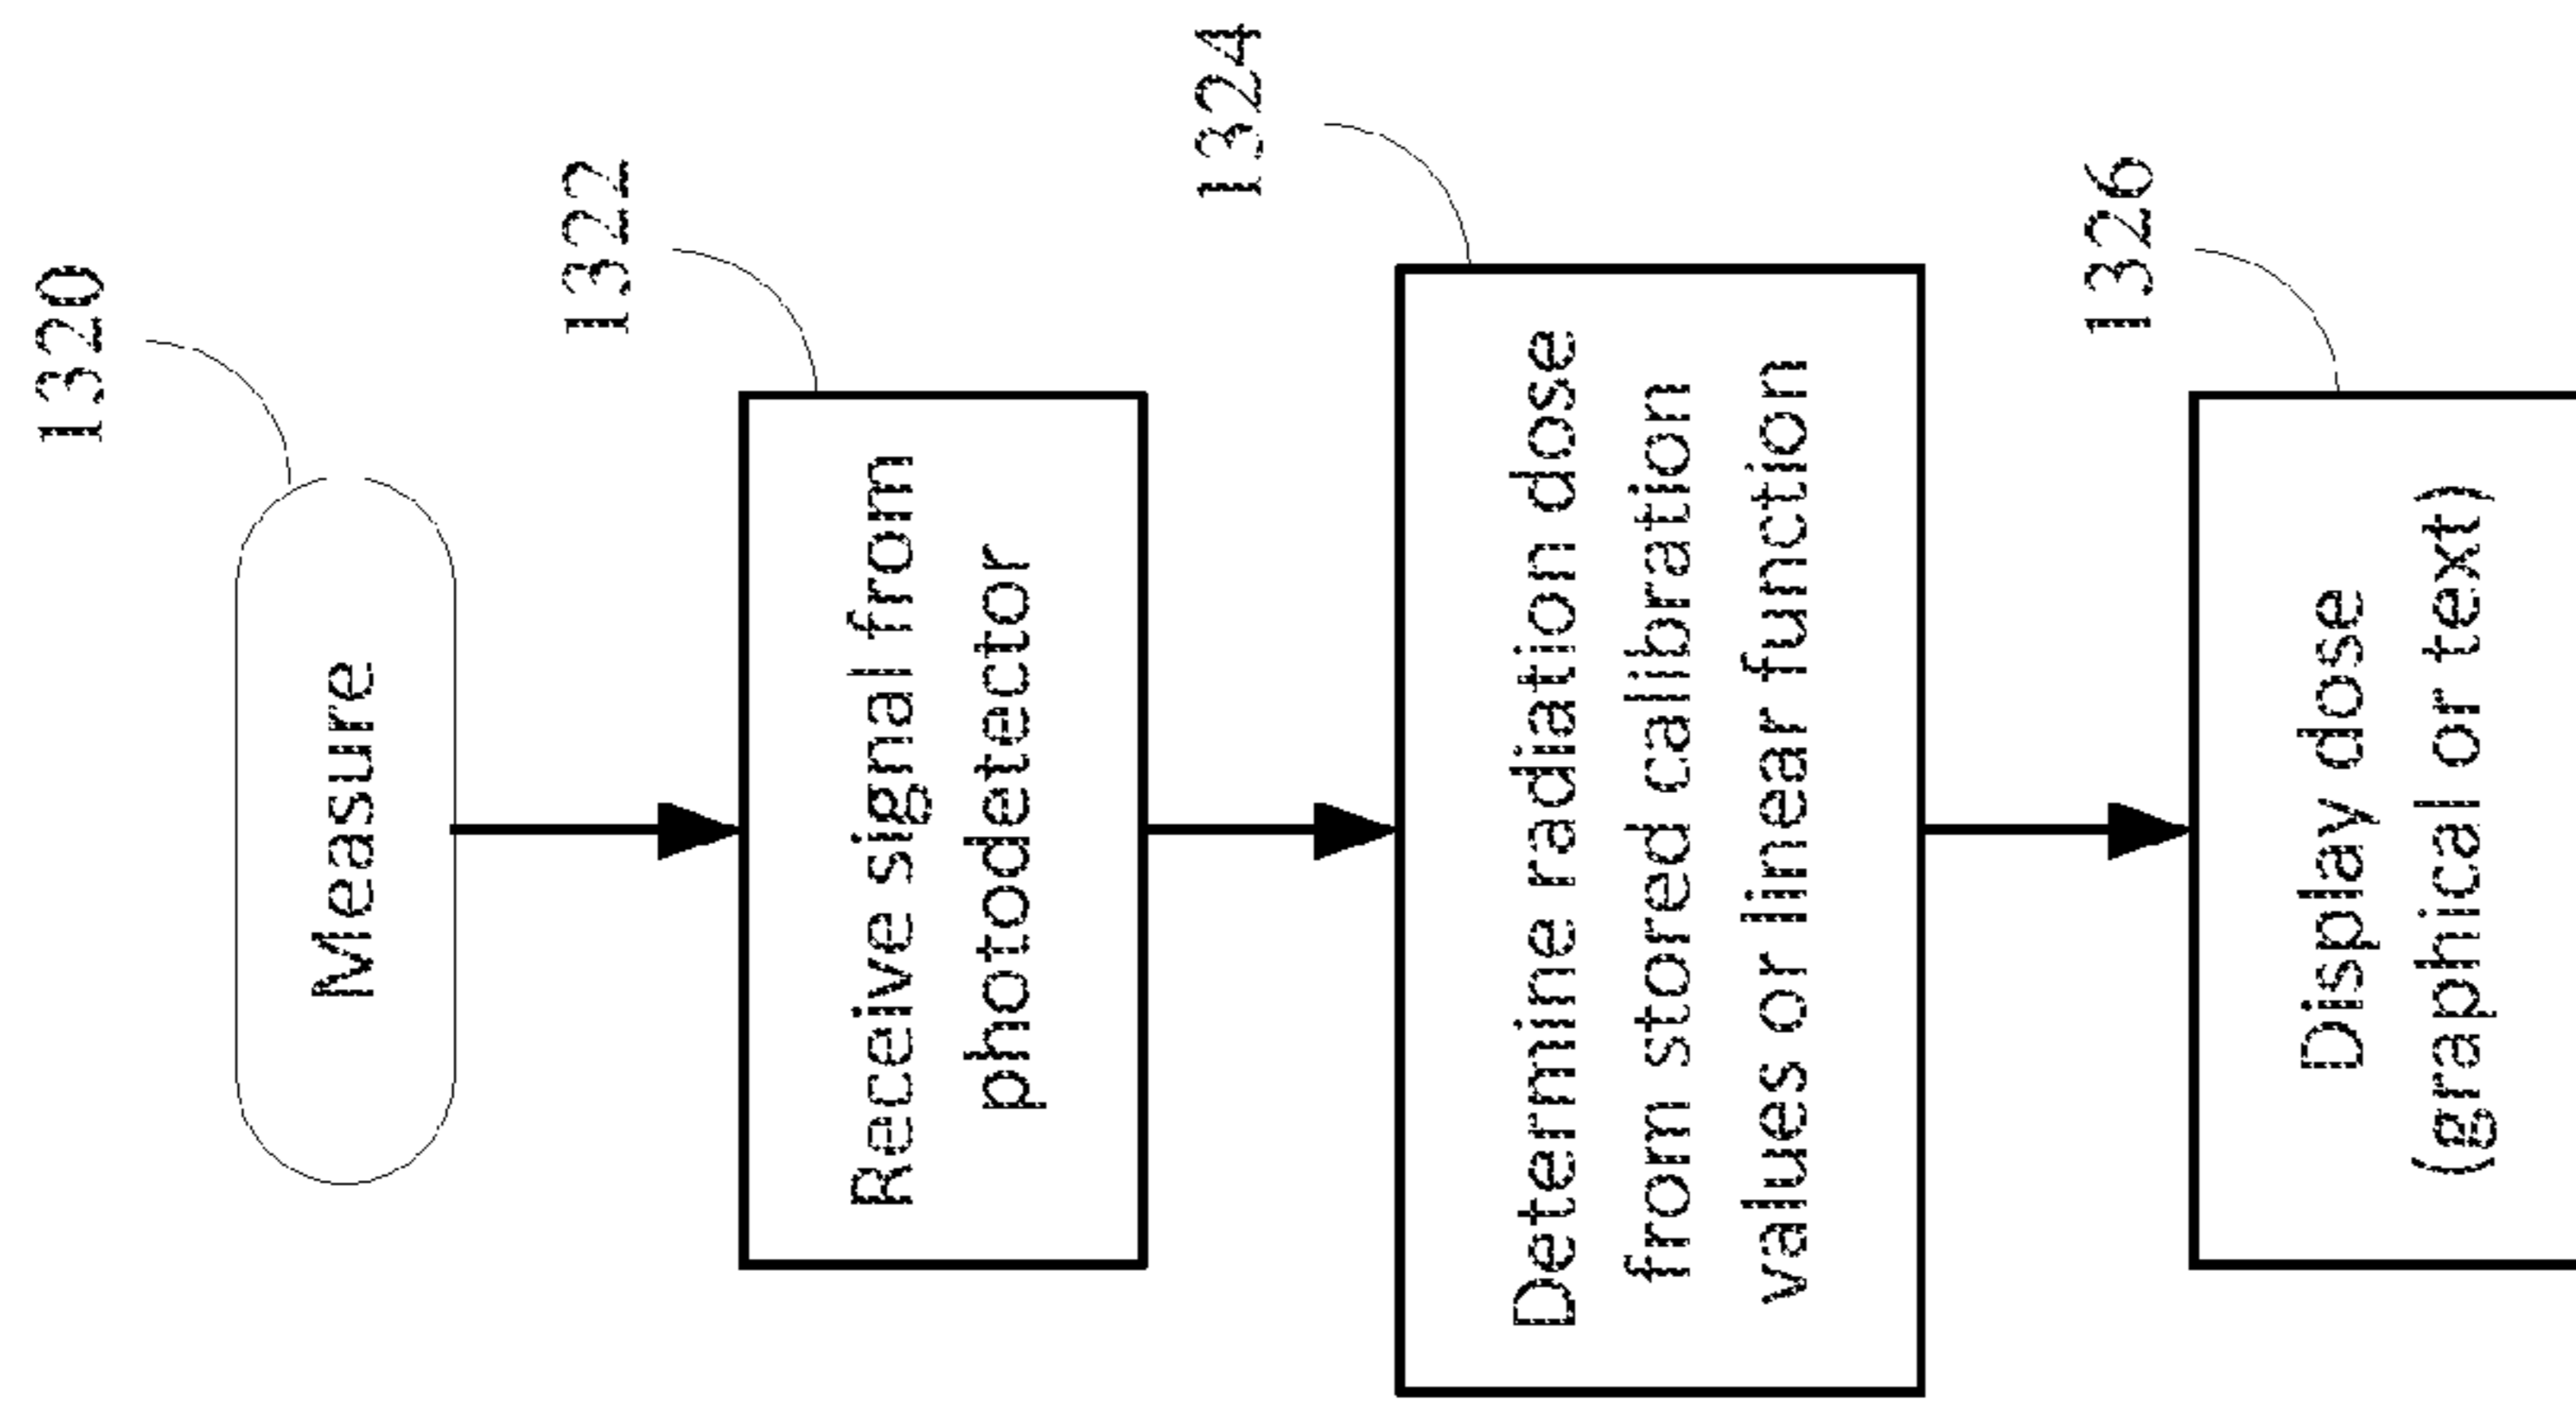 1320
Measure
1322
Receive signal from
photodetector
1324
Determine radiation dose
from stored calibration
values or linear function
1326
Display dose
(graphical or text)